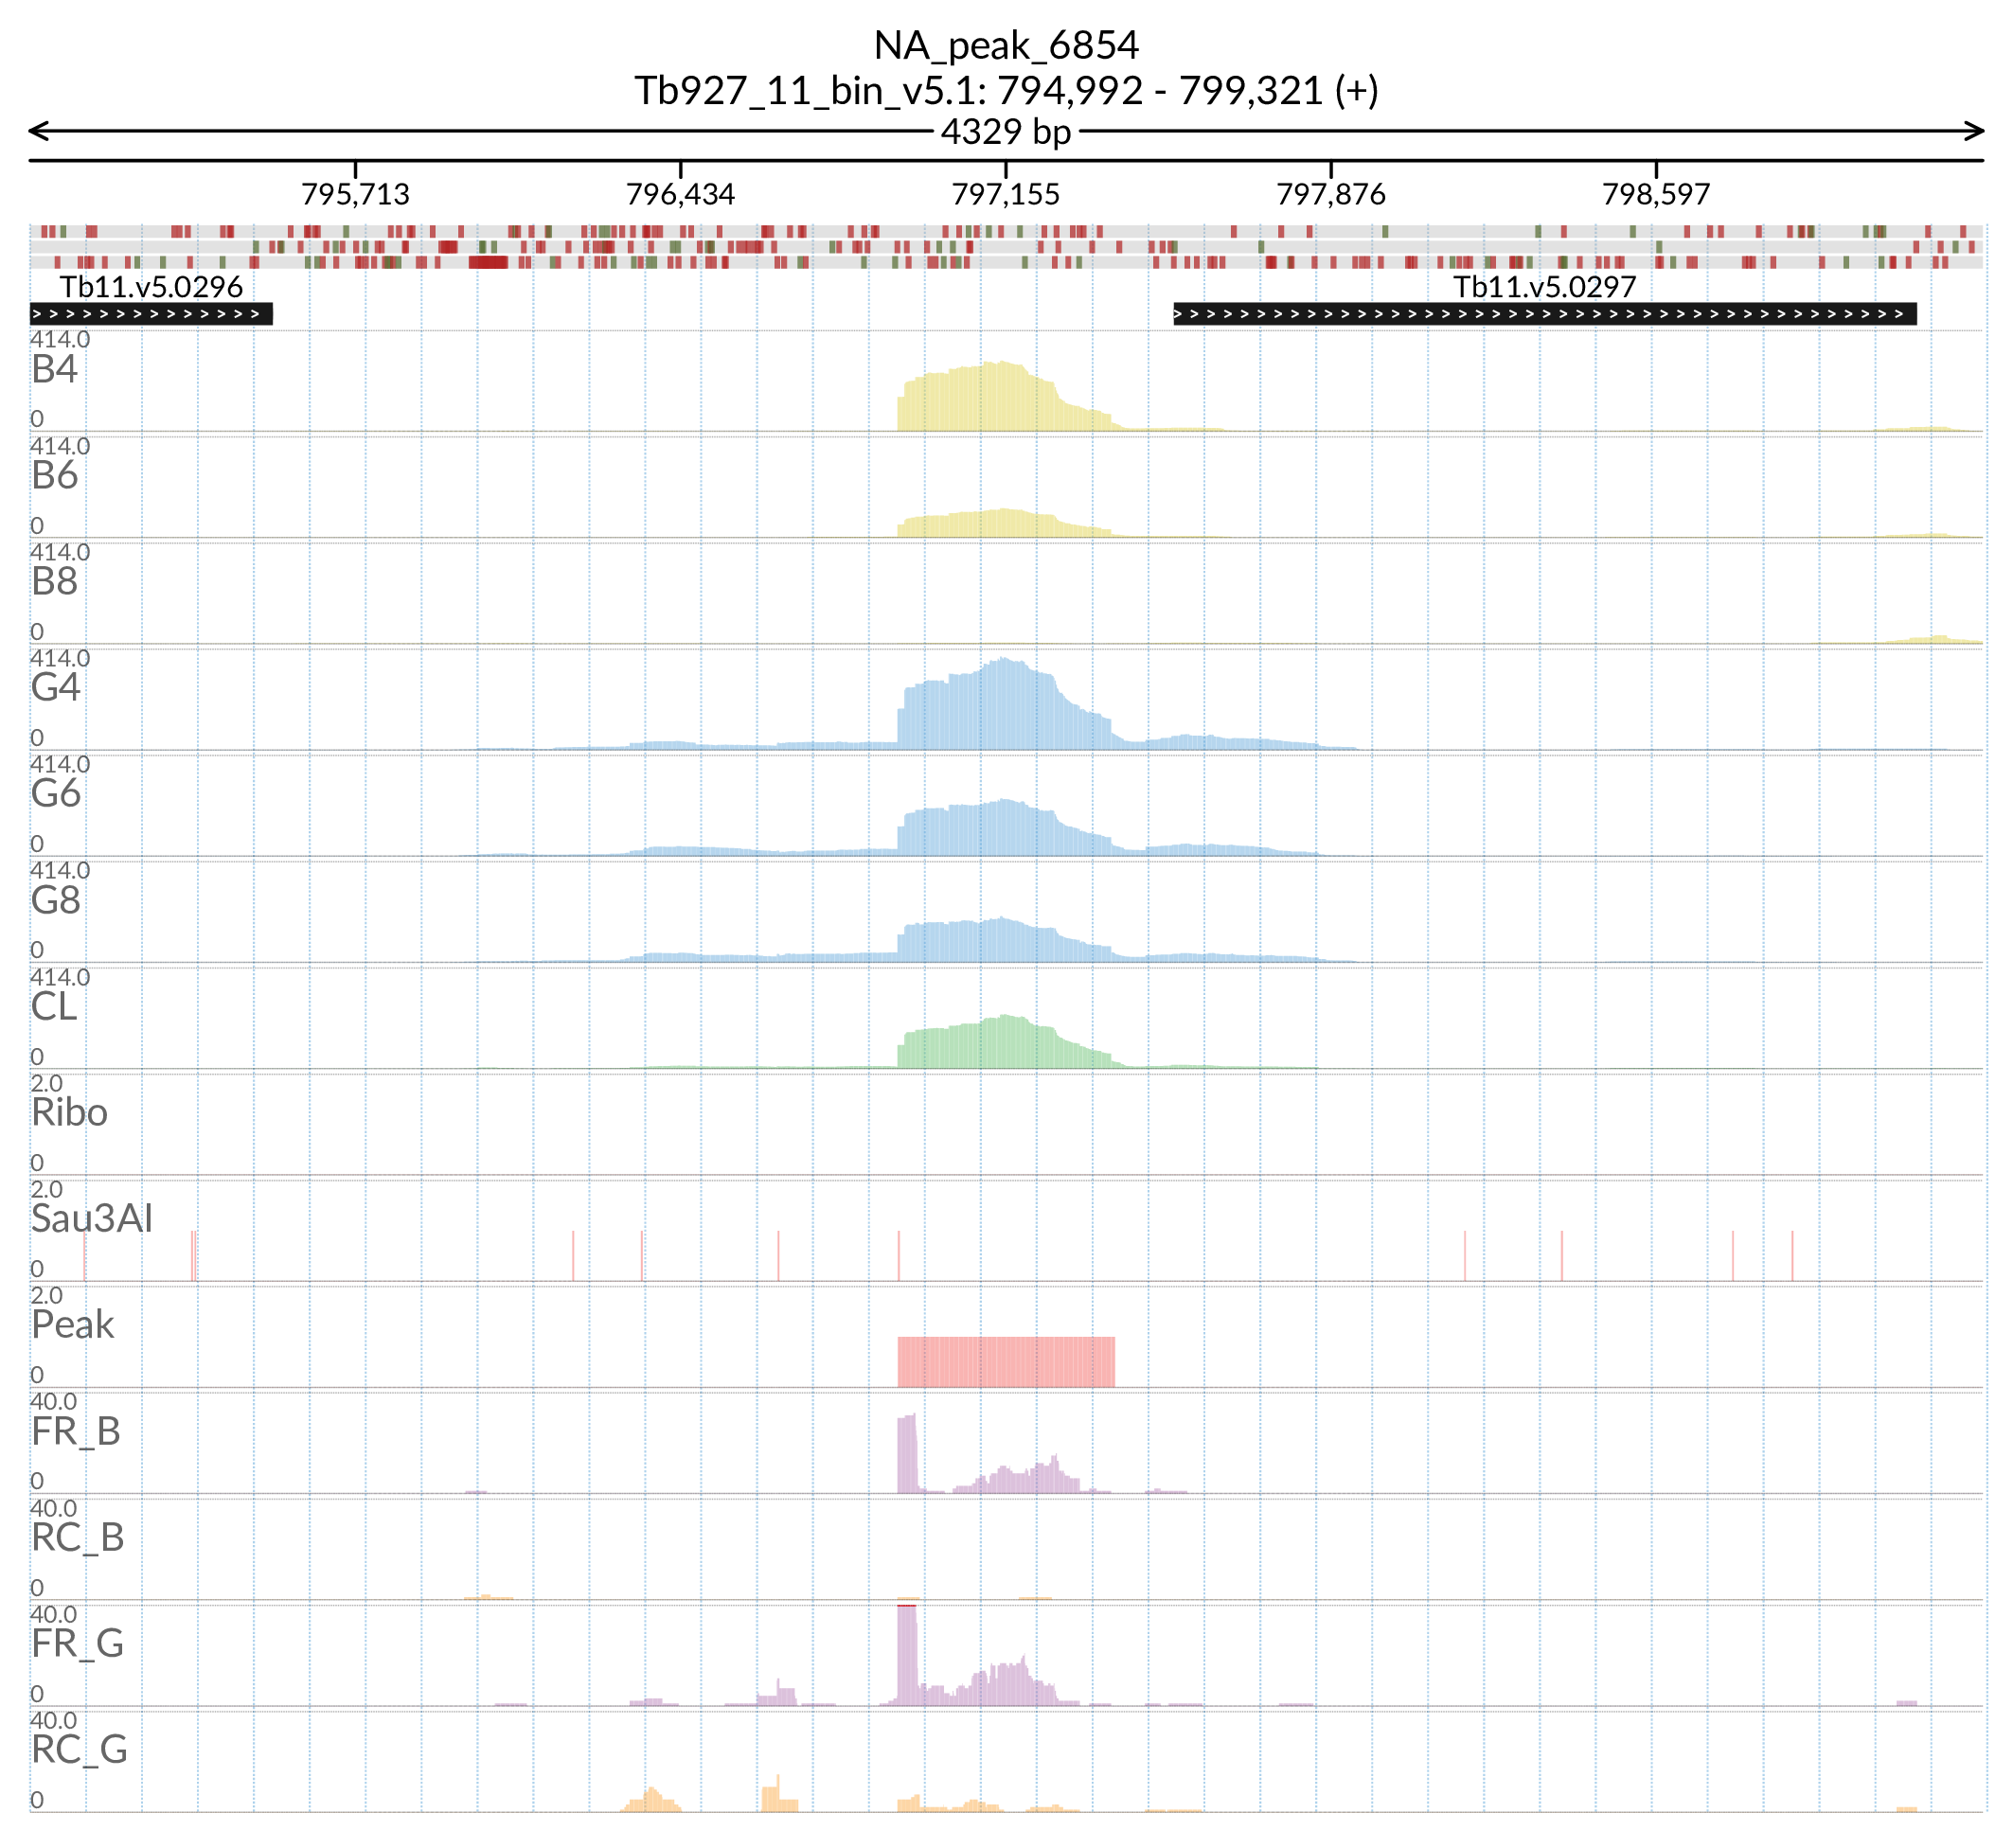 NA_peak_6854
Tb927_11_bin_v5.1: 794,992 - 799,321 (+)
4329 bp
795,713 796,434 797,155 797,876 798,597
Tb11.v5.0296 Tb11.v5.0297
414.0
B4
0
414.0
B6
0
414.0
B8
0
414.0
G4
0
414.0
G6
0
414.0
G8
0
414.0
CL
0
2.0
Ribo
0
2.0
Sau3AI
0
2.0
Peak
0
40.0
FR_B
0
40.0
RC_B
0
40.0
FR_G
0
40.0
RC_G
0